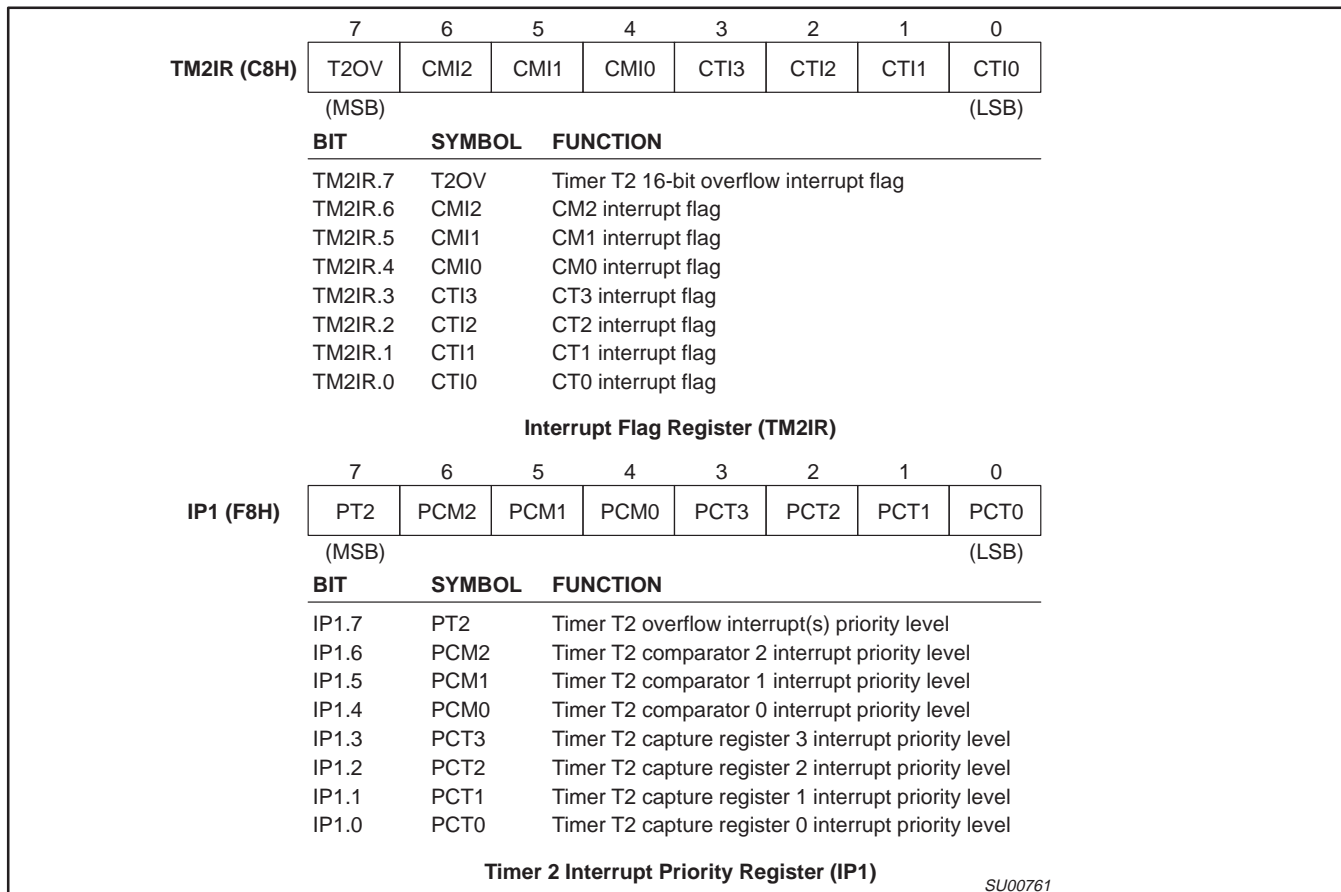 7 6 5 4 3 2 1 0
TM2IR (C8H) T2OV CMI2 CMI1 CMI0 CTI3 CTI2 CTI1 CTI0
(MSB) (LSB)
BIT SYMBOL FUNCTION
TM2IR.7 T2OV Timer T2 16-bit overflow interrupt flag
TM2IR.6 CMI2 CM2 interrupt flag
TM2IR.5 CMI1 CM1 interrupt flag
TM2IR.4 CMI0 CM0 interrupt flag
TM2IR.3 CTI3 CT3 interrupt flag
TM2IR.2 CTI2 CT2 interrupt flag
TM2IR.1 CTI1 CT1 interrupt flag
TM2IR.0 CTI0 CT0 interrupt flag
Interrupt Flag Register (TM2IR)
7 6 5 4 3 2 1 0
IP1 (F8H) PT2 PCM2 PCM1 PCM0 PCT3 PCT2 PCT1 PCT0
(MSB) (LSB)
BIT SYMBOL FUNCTION
IP1.7 PT2 Timer T2 overflow interrupt(s) priority level
IP1.6 PCM2 Timer T2 comparator 2 interrupt priority level
IP1.5 PCM1 Timer T2 comparator 1 interrupt priority level
IP1.4 PCM0 Timer T2 comparator 0 interrupt priority level
IP1.3 PCT3 Timer T2 capture register 3 interrupt priority level
IP1.2 PCT2 Timer T2 capture register 2 interrupt priority level
IP1.1 PCT1 Timer T2 capture register 1 interrupt priority level
IP1.0 PCT0 Timer T2 capture register 0 interrupt priority level
Timer 2 Interrupt Priority Register (IP1)
SU00761